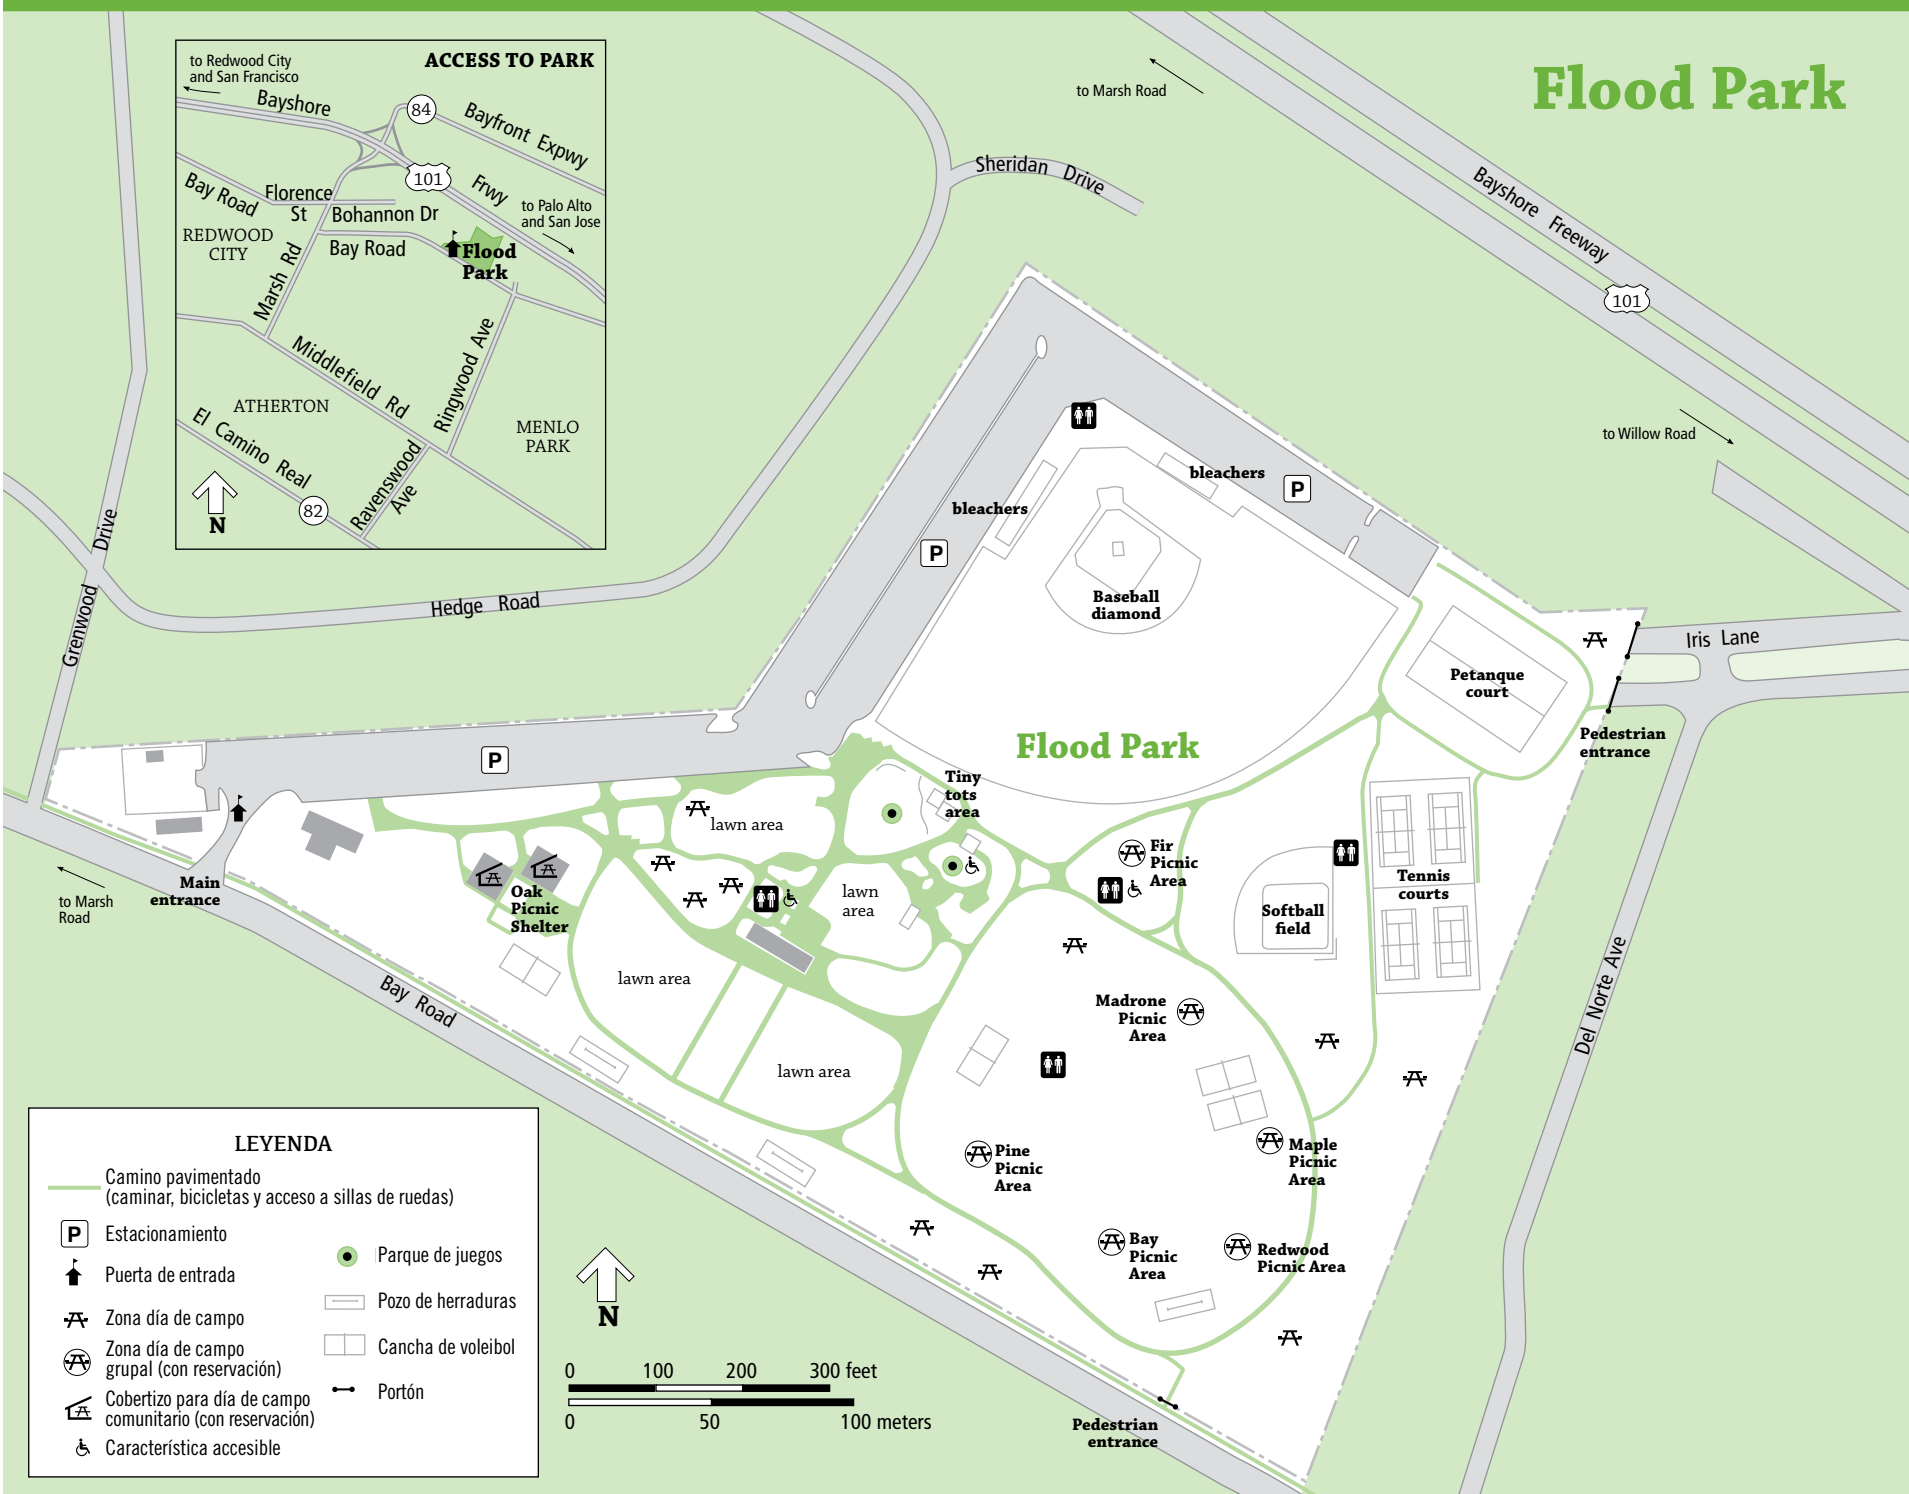 Flood Park
ACCESS TO PARK
to Redwood City
and San Francisco
Bayshore
84
Bayfront Expwy
101
Frwy
to Palo Alto
and San Jose
Bay Road
Florence
St
Bohannon Dr
REDWOOD
CITY
Bay Road
Flood
Park
Marsh Rd
Middlefield Rd
Ringwood Ave
ATHERTON
El Camino Real
MENLO
PARK
Ravenswood
Ave
82
N
to Marsh Road
Sheridan Drive
Bayshore Freeway
101
to Willow Road
Grenwood Drive
Hedge Road
bleachers
bleachers
P
P
Baseball
diamond
Petanque
court
Iris Lane
Pedestrian
entrance
Flood Park
P
Tiny
tots
area
lawn area
Fir
Picnic
Area
Main
entrance
to Marsh
Road
Oak
Picnic
Shelter
lawn
area
Tennis
courts
Softball
field
lawn area
Bay Road
Madrone
Picnic
Area
Del Norte Ave
lawn area
Pine
Picnic
Area
Maple
Picnic
Area
Bay
Picnic
Area
Redwood
Picnic Area
LEYENDA
Camino pavimentado
(caminar, bicicletas y acceso a sillas de ruedas)
P Estacionamiento
Puerta de entrada
Zona día de campo
Zona día de campo
grupal (con reservación)
Cobertizo para día de campo
comunitario (con reservación)
Característica accesible
Parque de juegos
Pozo de herraduras
Cancha de voleibol
Portón
N
0 100 200 300 feet
0 50 100 meters
Pedestrian
entrance